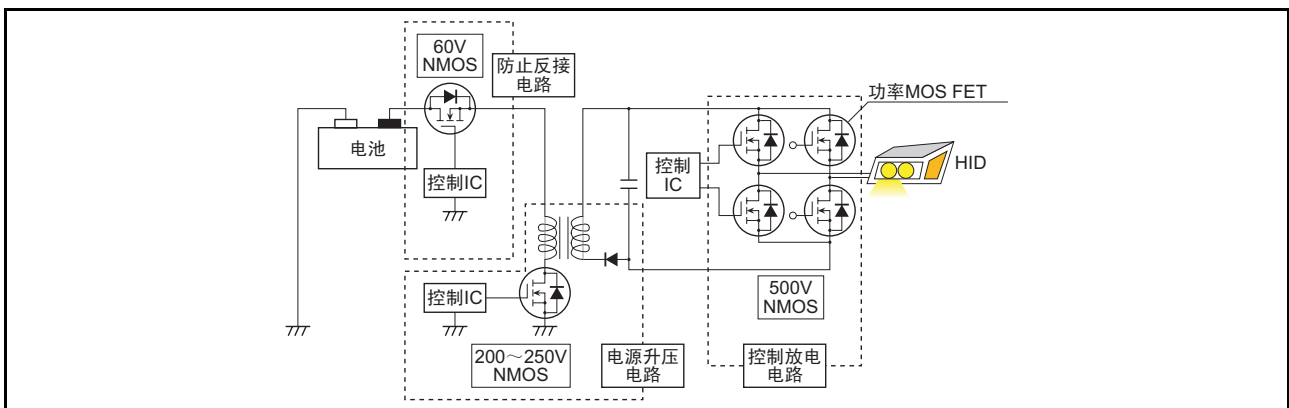 60V
NMOS
防止反接
电路
功率MOS FET
电池
控制IC
控制
IC
HID
控制IC
500V
NMOS
200～250V
NMOS
电源升压
电路
控制放电
电路